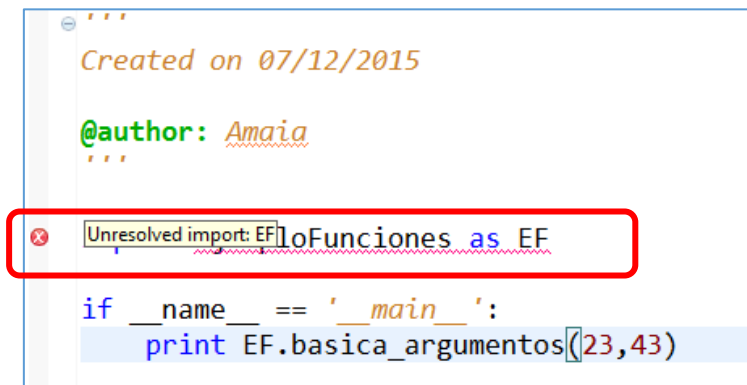 '''
Created on 07/12/2015
@author: Amaia
'''
Unresolved import: EF loFunciones as EF
if __name__ == '__main__':
print EF.basica_argumentos(23,43)